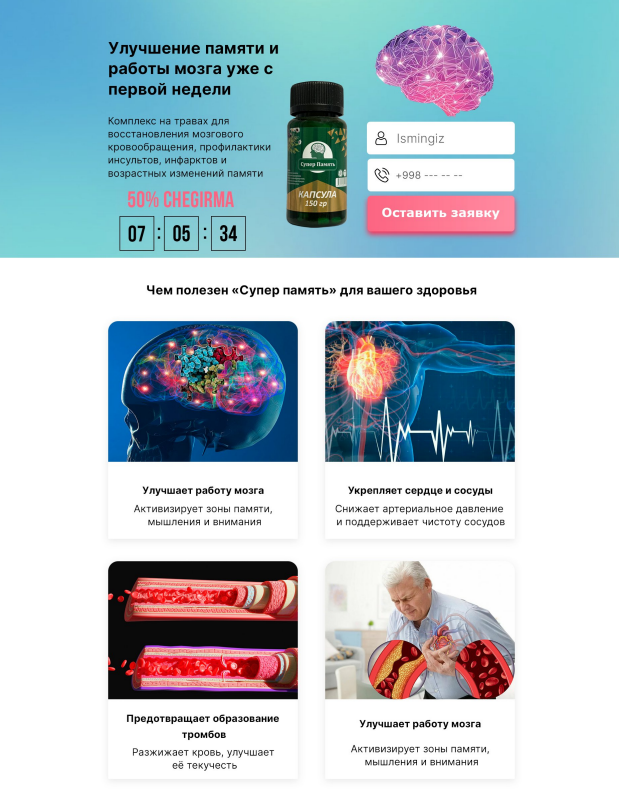 Улучшение памяти и
работы мозга уже с
первой недели
Комплекс на травах для
восстановления мозгового
кровообращения, профилактики
инсультов, инфарктов и
возрастных изменений памяти
50% CHEGIRMA
07 : 05 : 34
Супер Память
КАПСУЛА
150 гр
Ismingiz
+998 --- -- --
Оставить заявку
Чем полезен «Супер память» для вашего здоровья
Улучшает работу мозга
Активизирует зоны памяти,
мышления и внимания
Укрепляет сердце и сосуды
Снижает артериальное давление
и поддерживает чистоту сосудов
Предотвращает образование
тромбов
Разжижает кровь, улучшает
её текучесть
Улучшает работу мозга
Активизирует зоны памяти,
мышления и внимания